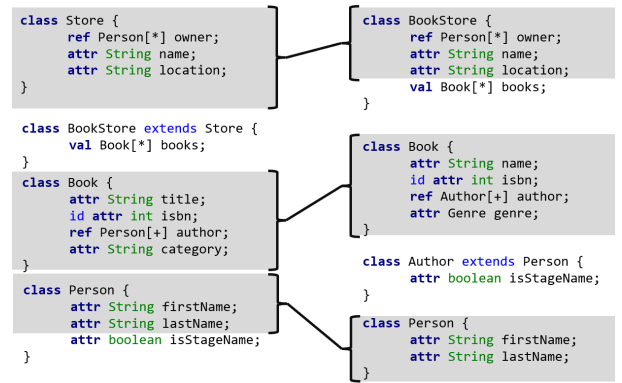 class Store {
ref Person[*] owner;
attr String name;
attr String location;
}
class BookStore extends Store {
val Book[*] books;
}
class Book {
attr String title;
id attr int isbn;
ref Person[+] author;
attr String category;
}
class Person {
attr String firstName;
attr String lastName;
attr boolean isStageName;
}
class BookStore {
ref Person[*] owner;
attr String name;
attr String location;
val Book[*] books;
}
class Book {
attr String name;
id attr int isbn;
ref Author[+] author;
attr Genre genre;
}
class Author extends Person {
attr boolean isStageName;
}
class Person {
attr String firstName;
attr String lastName;
}